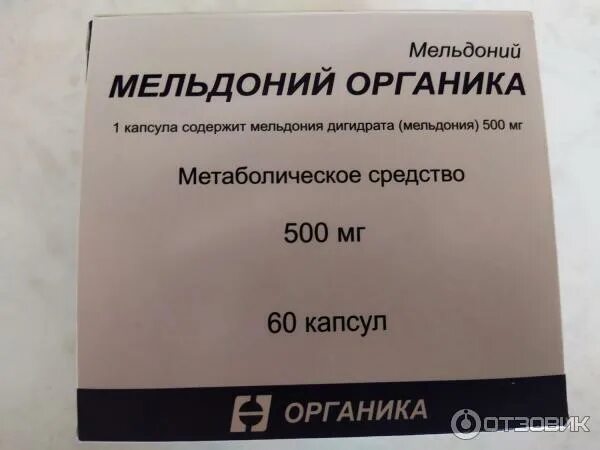 Мельдоний
МЕЛЬДОНИЙ ОРГАНИКА
1 капсула содержит мельдония дигидрата (мельдония) 500 мг
Метаболическое средство
500 мг
60 капсул
ОРГАНИКА
ОТЗОВИК